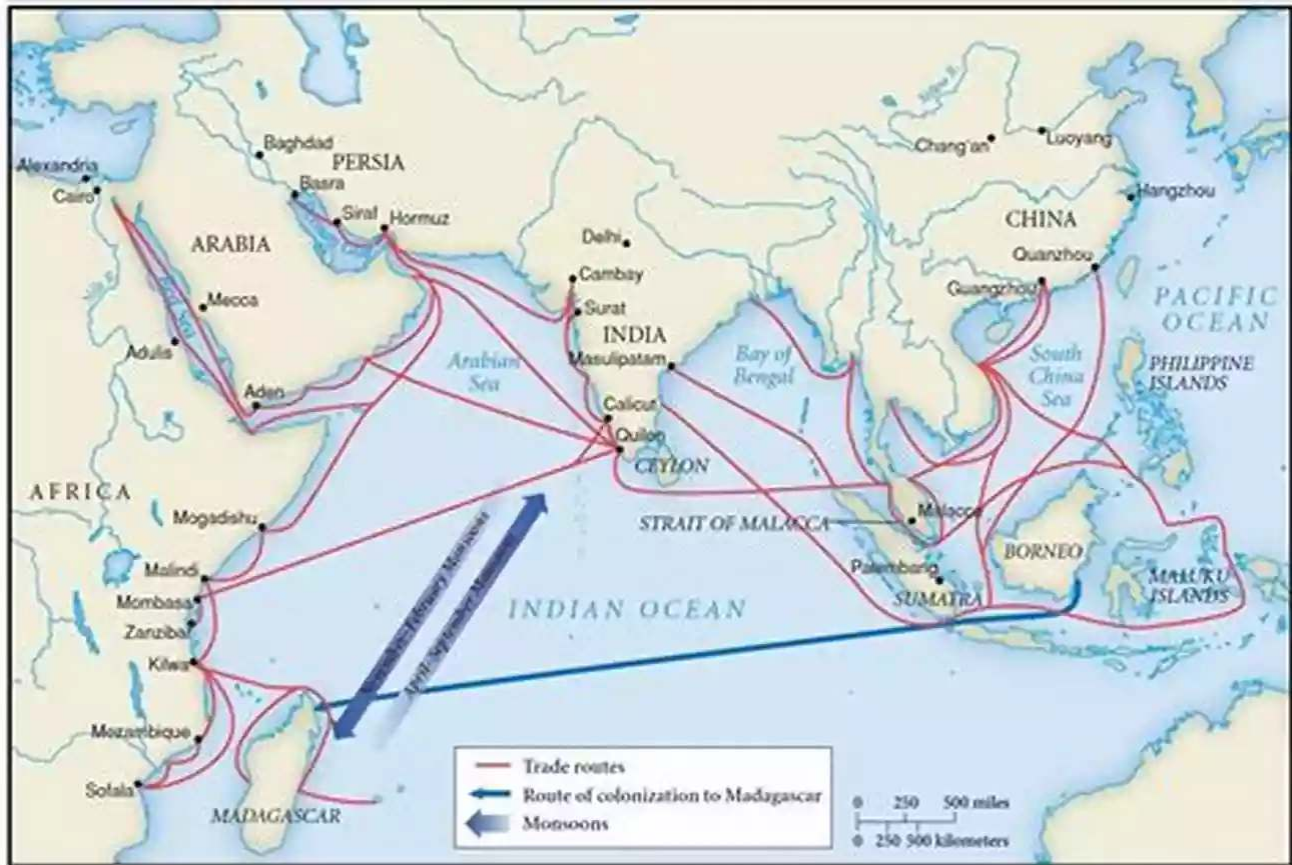 Baghdad
PERSIA
Alexandria
Cairo
Basra
Siraf
Hormuz
ARABIA
Mecca
Red Sea
Adulis
Aden
Chang'an
Luoyang
Hangzhou
CHINA
Quanzhou
Guangzhou
Delhi
Cambay
Surat
INDIA
Masulipatam
Calicut
Quilon
CEYLON
Arabian
Sea
Bay of
Bengal
South
China
Sea
PACIFIC
OCEAN
PHILIPPINE
ISLANDS
AFRICA
Mogadishu
Malindi
Mombasa
Zanzibar
Kilwa
Mozambique
Sofala
MADAGASCAR
February Monsoons
April–September
INDIAN OCEAN
STRAIT OF MALACCA
Malacca
Palembang
SUMATRA
BORNEO
MALUKU
ISLANDS
Trade routes
Route of colonization to Madagascar
Monsoons
0 250 500 miles
0 250 500 kilometers